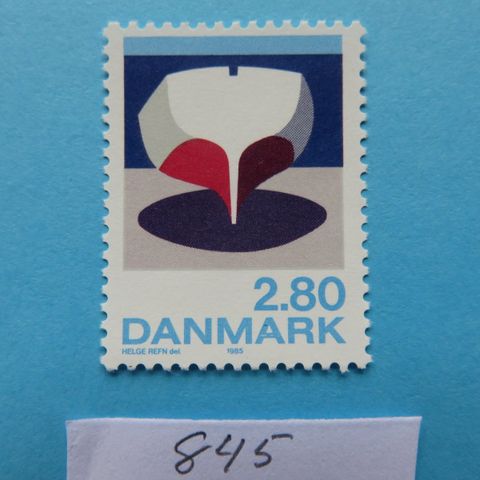 2.80
DANMARK
HELGE REFN del. 1985
845